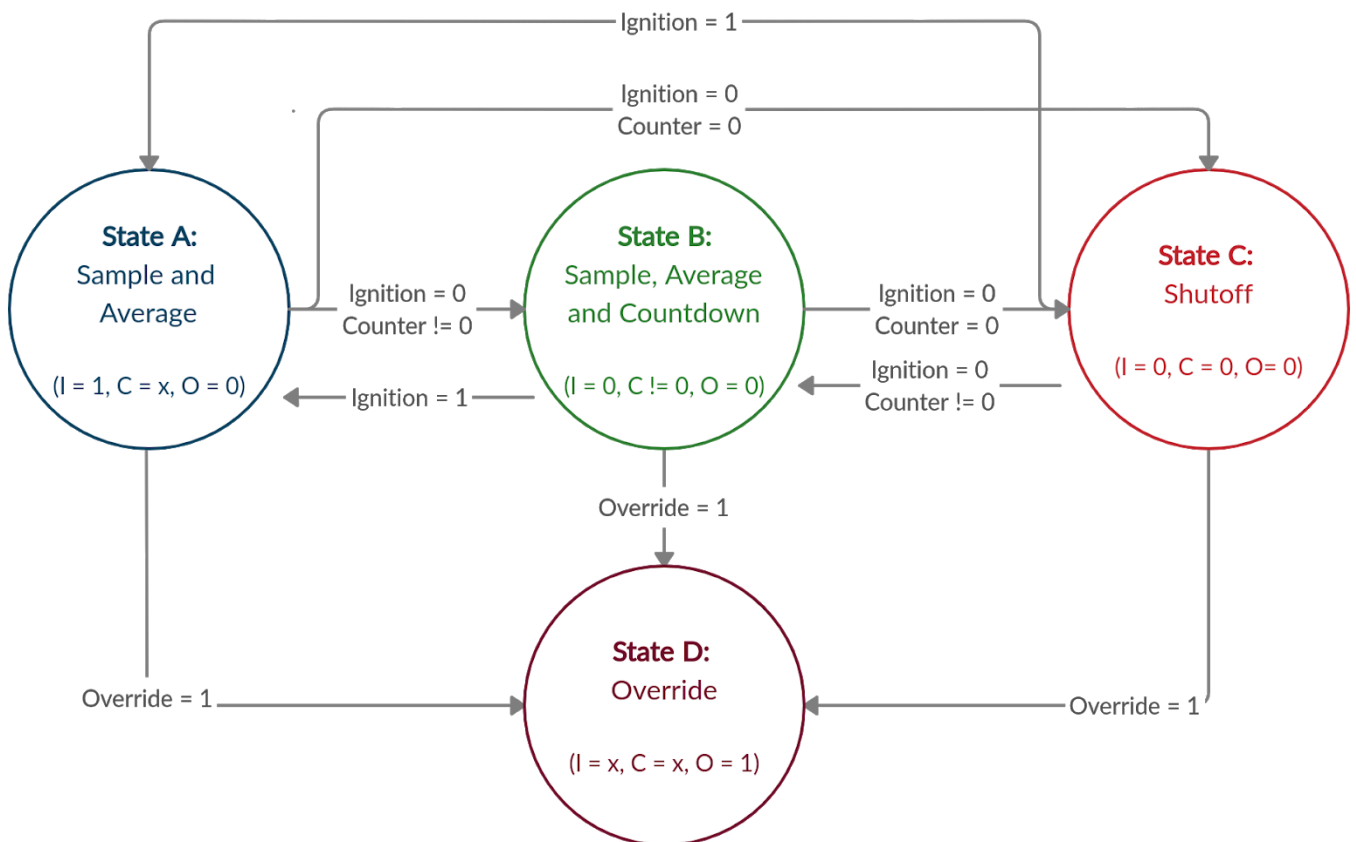 Ignition = 1
Ignition = 0
Counter = 0
State A:
Sample and
Average
(I = 1, C = x, O = 0)
Ignition = 0
Counter != 0
Ignition = 1
State B:
Sample, Average
and Countdown
(I = 0, C != 0, O = 0)
Ignition = 0
Counter = 0
Ignition = 0
Counter != 0
State C:
Shutoff
(I = 0, C = 0, O= 0)
Override = 1
Override = 1
State D:
Override
(I = x, C = x, O = 1)
Override = 1